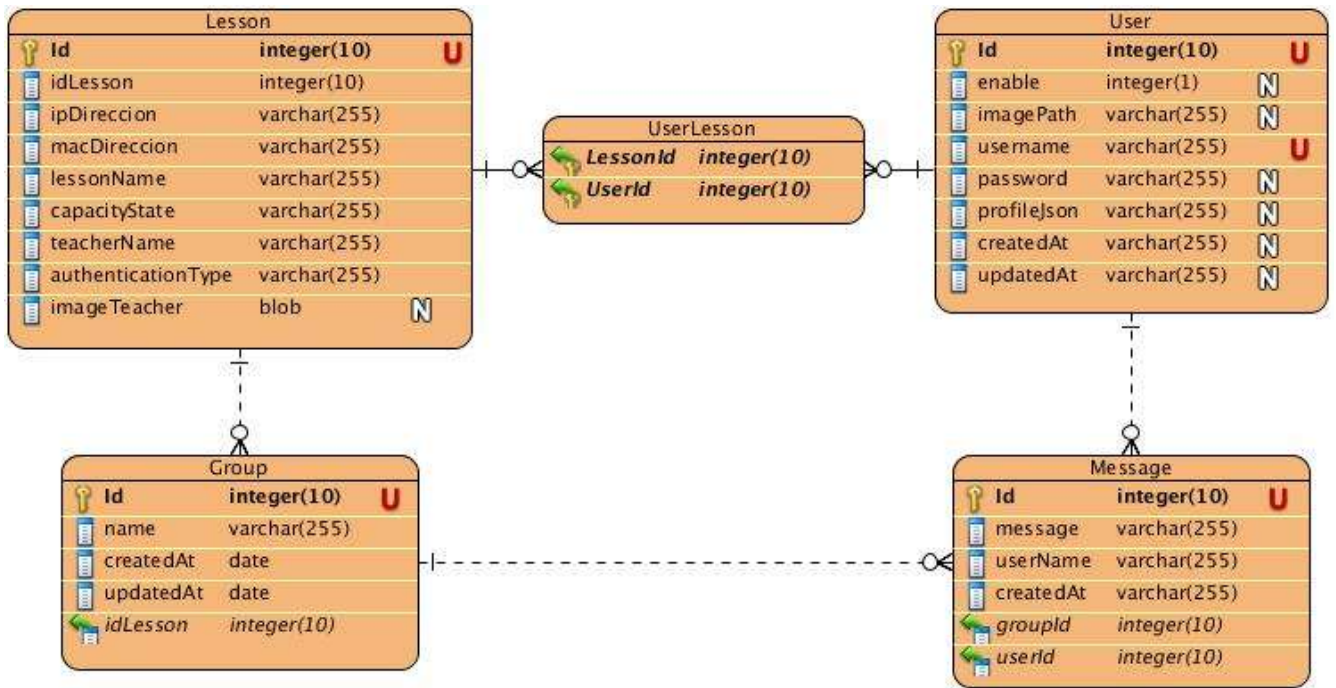 Lesson
Id integer(10) U
idLesson integer(10)
ipDireccion varchar(255)
macDireccion varchar(255)
lessonName varchar(255)
capacityState varchar(255)
teacherName varchar(255)
authenticationType varchar(255)
imageTeacher blob N
UserLesson
LessonId integer(10)
UserId integer(10)
User
Id integer(10) U
enable integer(1) N
imagePath varchar(255) N
username varchar(255) U
password varchar(255) N
profileJson varchar(255) N
createdAt varchar(255) N
updatedAt varchar(255) N
Group
Id integer(10) U
name varchar(255)
createdAt date
updatedAt date
idLesson integer(10)
Message
Id integer(10) U
message varchar(255)
userName varchar(255)
createdAt varchar(255)
groupId integer(10)
userId integer(10)